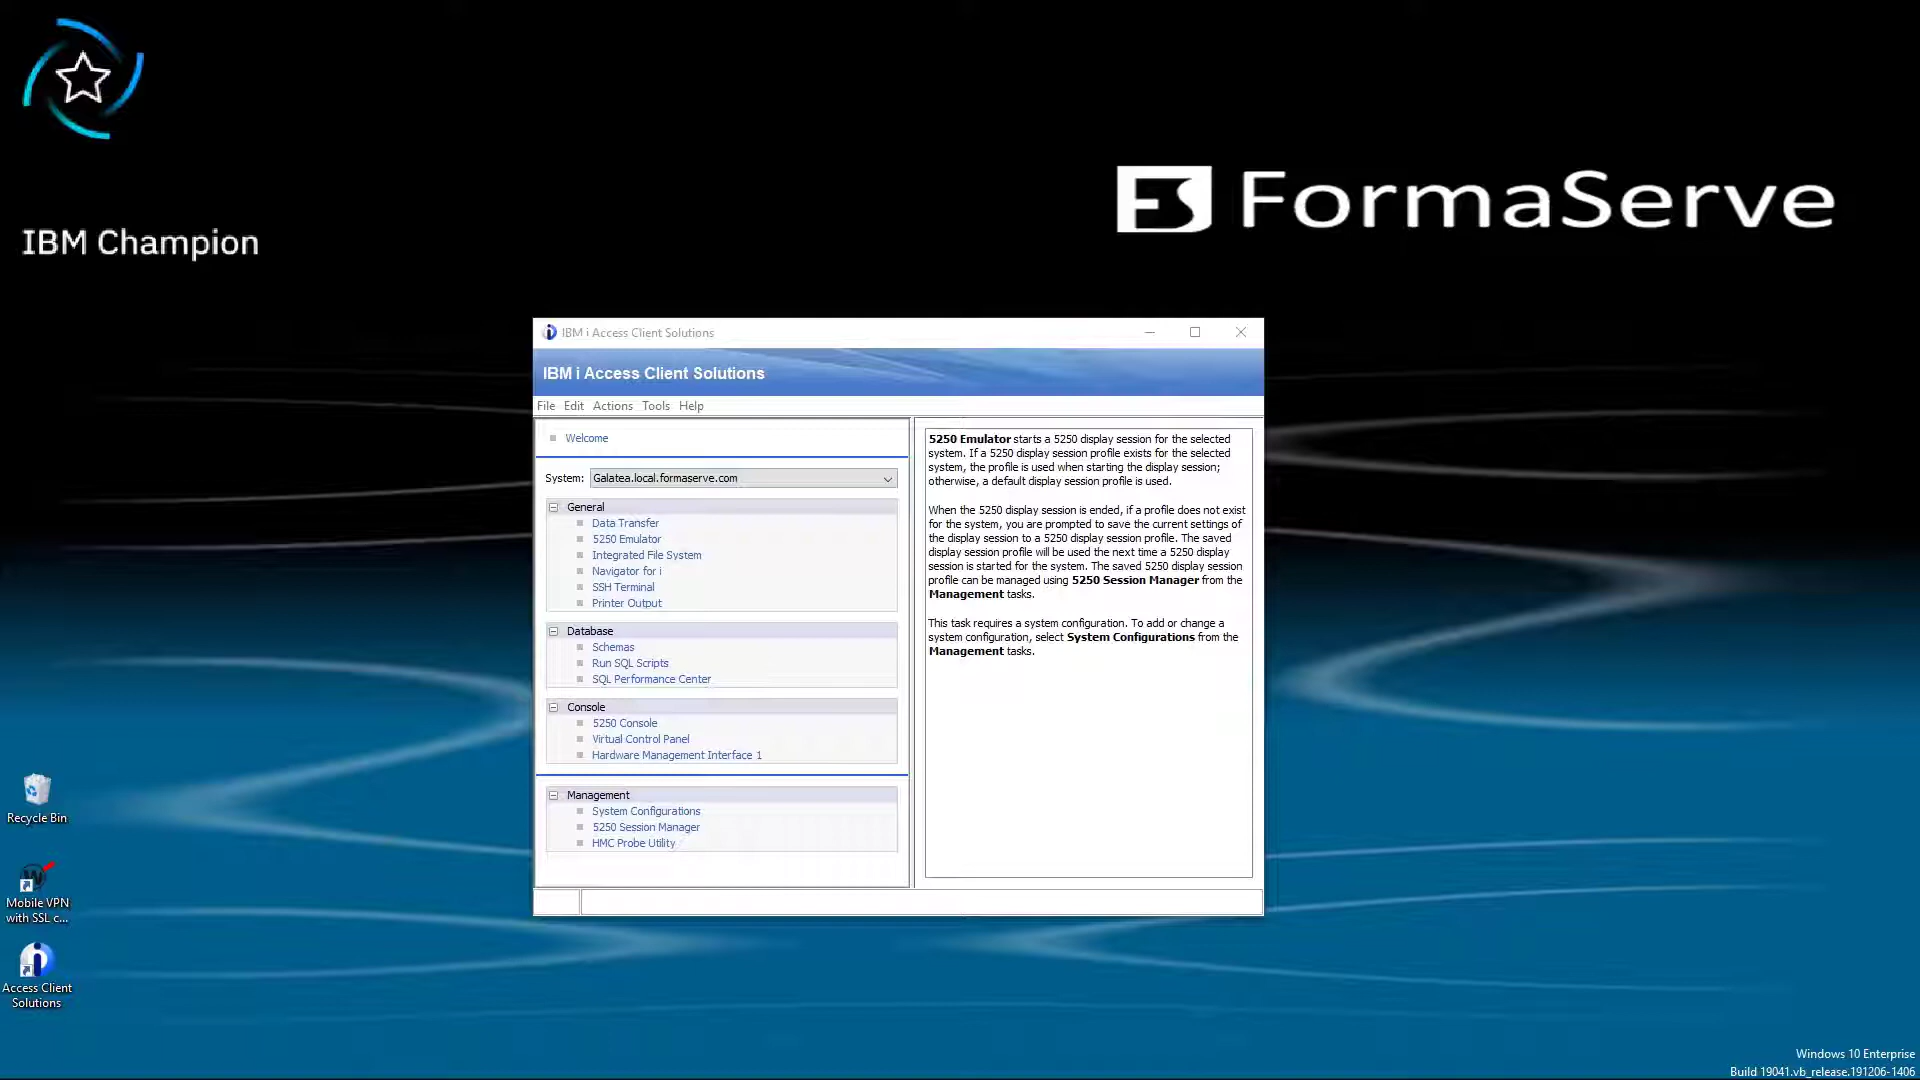 IBM Champion
FS FormaServe
IBM i Access Client Solutions
IBM i Access Client Solutions
File Edit Actions Tools Help
Welcome
System: Galatea.local.formaserve.com
General
Data Transfer
5250 Emulator
Integrated File System
Navigator for i
SSH Terminal
Printer Output
Database
Schemas
Run SQL Scripts
SQL Performance Center
Console
5250 Console
Virtual Control Panel
Hardware Management Interface 1
Management
System Configurations
5250 Session Manager
HMC Probe Utility
5250 Emulator starts a 5250 display session for the selected
system. If a 5250 display session profile exists for the selected
system, the profile is used when starting the display session;
otherwise, a default display session profile is used.
When the 5250 display session is ended, if a profile does not exist
for the system, you are prompted to save the current settings of
the display session to a 5250 display session profile. The saved
display session profile will be used the next time a 5250 display
session is started for the system. The saved 5250 display session
profile can be managed using 5250 Session Manager from the
Management tasks.
This task requires a system configuration. To add or change a
system configuration, select System Configurations from the
Management tasks.
Recycle Bin
Mobile VPN
with SSL c...
Access Client
Solutions
Windows 10 Enterprise
Build 19041.vb_release.191206-1406